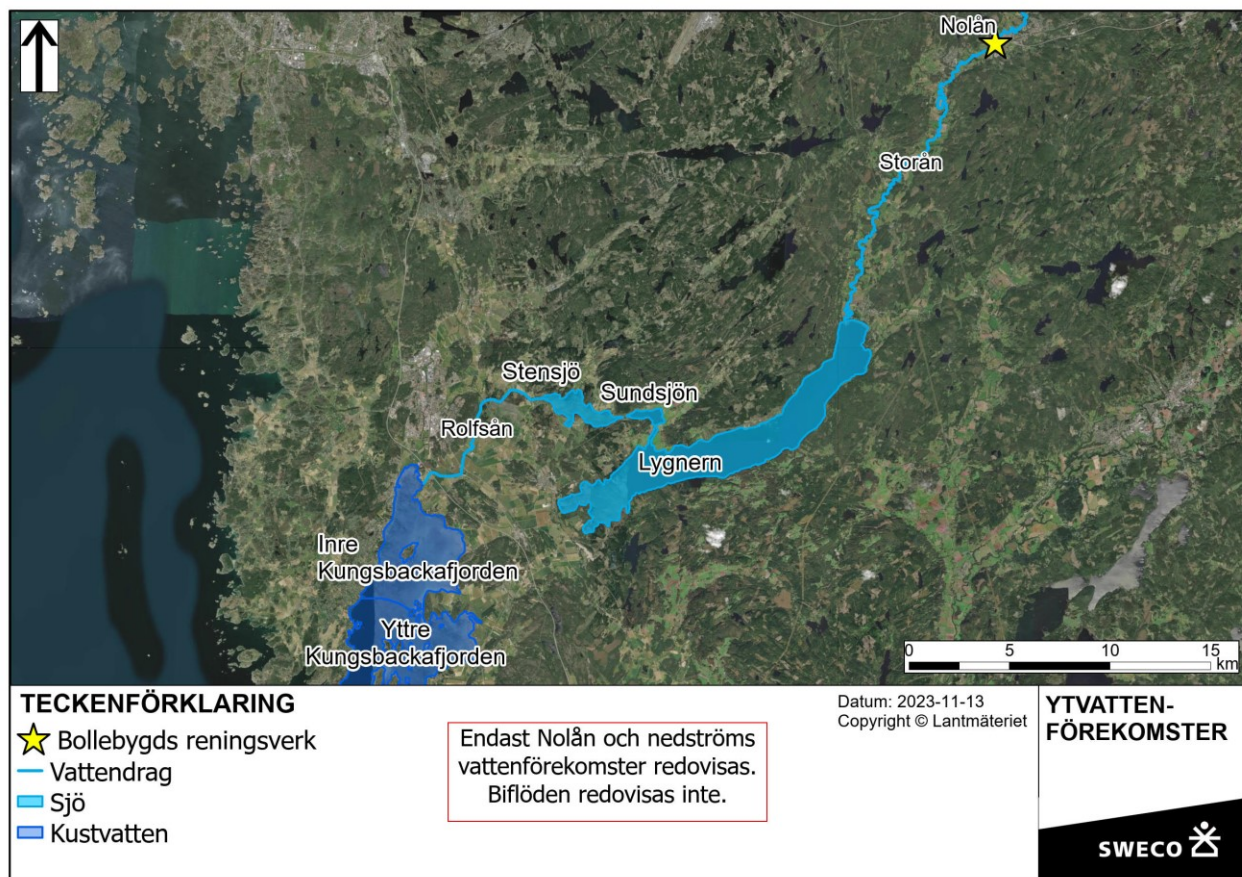 Nolån
Storån
Stensjö
Sundsjön
Rolfsån
Lygnern
Inre
Kungsbackafjorden
Yttre
Kungsbackafjorden
0 5 10 15
km
TECKENFÖRKLARING
Bollebygds reningsverk
Vattendrag
Sjö
Kustvatten
Endast Nolån och nedströms
vattenförekomster redovisas.
Biflöden redovisas inte.
Datum: 2023-11-13
Copyright © Lantmäteriet
YTVATTEN-
FÖREKOMSTER
SWECO